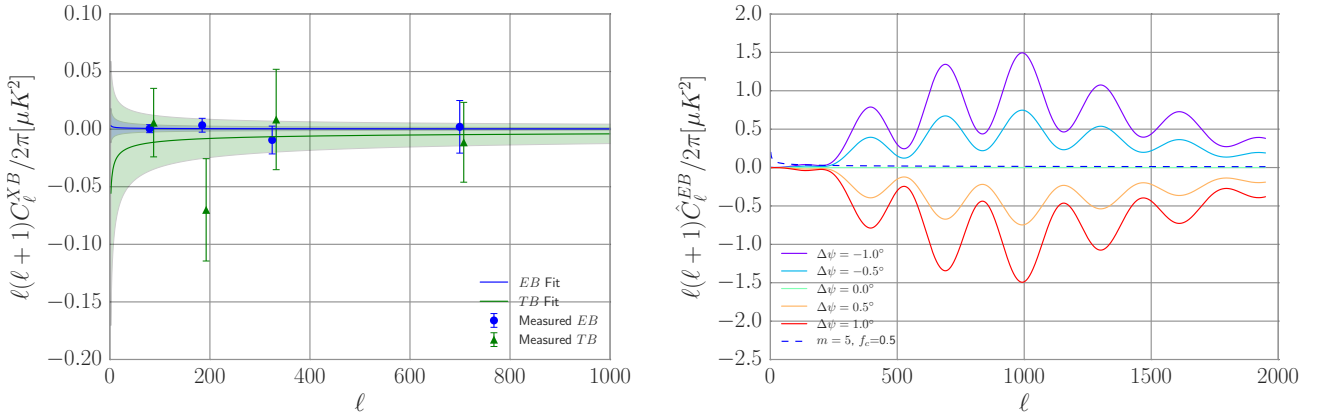 0.10
0.05
0.00
−0.05
−0.10
−0.15
−0.20
ℓ(ℓ + 1)C_ℓ^{XB}/2π[μK²]
0 200 400 600 800 1000
ℓ
EB Fit
TB Fit
Measured EB
Measured TB
2.0
1.5
1.0
0.5
0.0
−0.5
−1.0
−1.5
−2.0
−2.5
ℓ(ℓ + 1)Ĉ_ℓ^{EB}/2π[μK²]
0 500 1000 1500 2000
ℓ
Δψ = −1.0°
Δψ = −0.5°
Δψ = 0.0°
Δψ = 0.5°
Δψ = 1.0°
m = 5, f_c=0.5